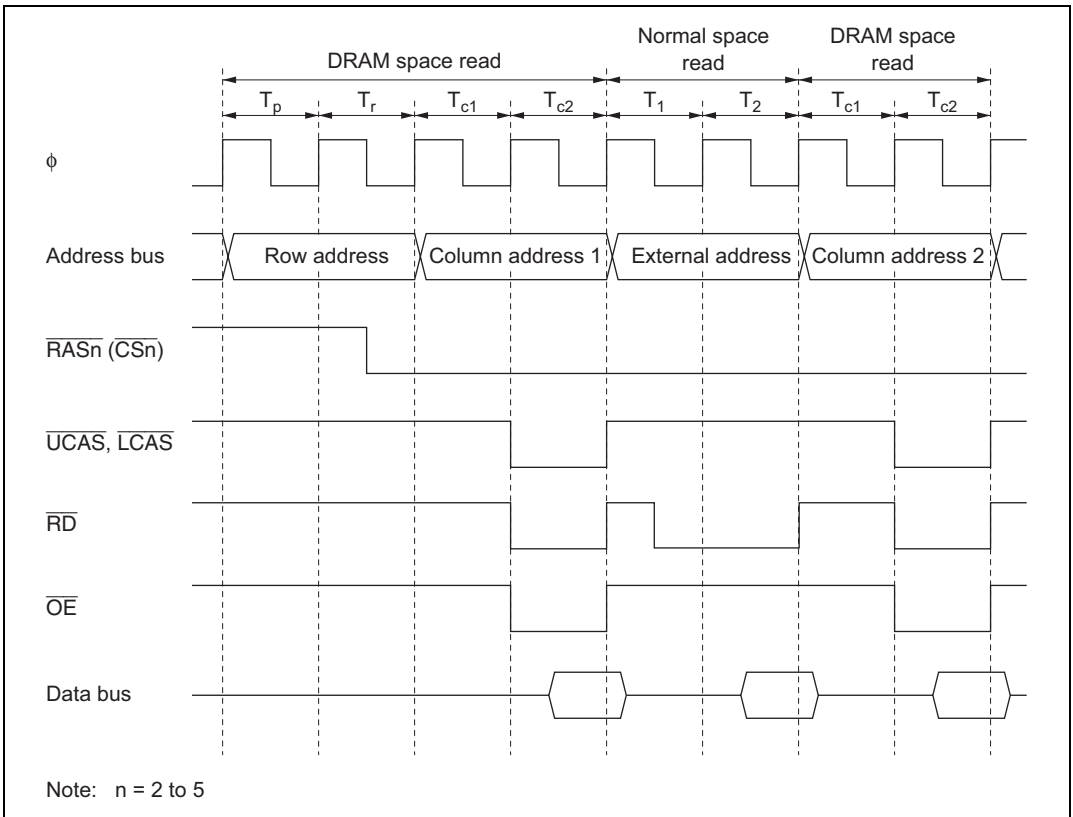 Normal space read
DRAM space read
DRAM space read
Tp Tr Tc1 Tc2 T1 T2 Tc1 Tc2
ϕ
Address bus Row address Column address 1 External address Column address 2
RASn (CSn)
UCAS, LCAS
RD
OE
Data bus
Note: n = 2 to 5